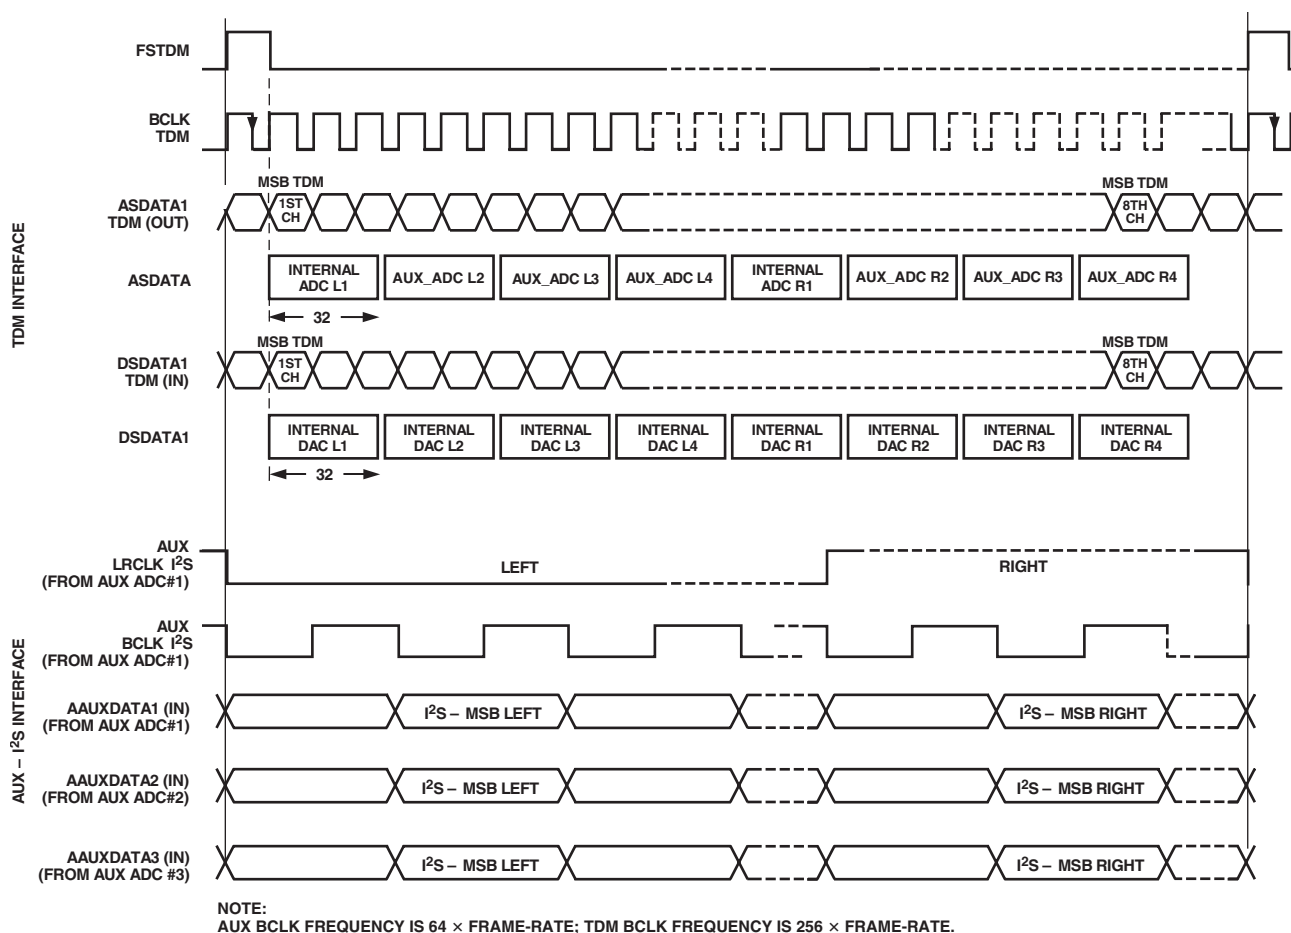 TDM INTERFACE
FSTDM
BCLK
TDM
MSB TDM
MSB TDM
ASDATA1
TDM (OUT)
1ST
CH
8TH
CH
ASDATA
INTERNAL
ADC L1
AUX_ADC L2
AUX_ADC L3
AUX_ADC L4
INTERNAL
ADC R1
AUX_ADC R2
AUX_ADC R3
AUX_ADC R4
32
MSB TDM
MSB TDM
DSDATA1
TDM (IN)
1ST
CH
8TH
CH
DSDATA1
INTERNAL
DAC L1
INTERNAL
DAC L2
INTERNAL
DAC L3
INTERNAL
DAC L4
INTERNAL
DAC R1
INTERNAL
DAC R2
INTERNAL
DAC R3
INTERNAL
DAC R4
32
AUX – I²S INTERFACE
AUX
LRCLK I²S
(FROM AUX ADC#1)
LEFT
RIGHT
AUX
BCLK I²S
(FROM AUX ADC#1)
AAUXDATA1 (IN)
(FROM AUX ADC#1)
I²S – MSB LEFT
I²S – MSB RIGHT
AAUXDATA2 (IN)
(FROM AUX ADC#2)
I²S – MSB LEFT
I²S – MSB RIGHT
AAUXDATA3 (IN)
(FROM AUX ADC #3)
I²S – MSB LEFT
I²S – MSB RIGHT
NOTE:
AUX BCLK FREQUENCY IS 64 × FRAME-RATE; TDM BCLK FREQUENCY IS 256 × FRAME-RATE.